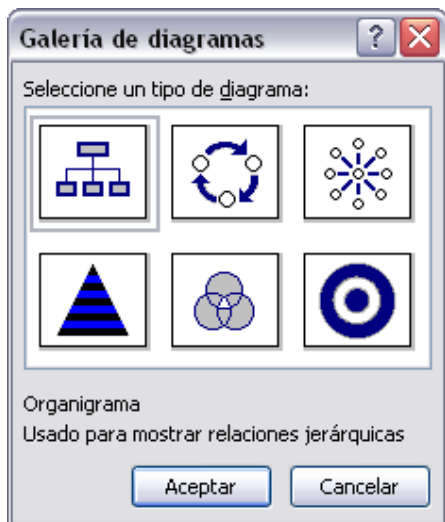 Galería de diagramas
Seleccione un tipo de diagrama:
Organigrama
Usado para mostrar relaciones jerárquicas
Aceptar
Cancelar